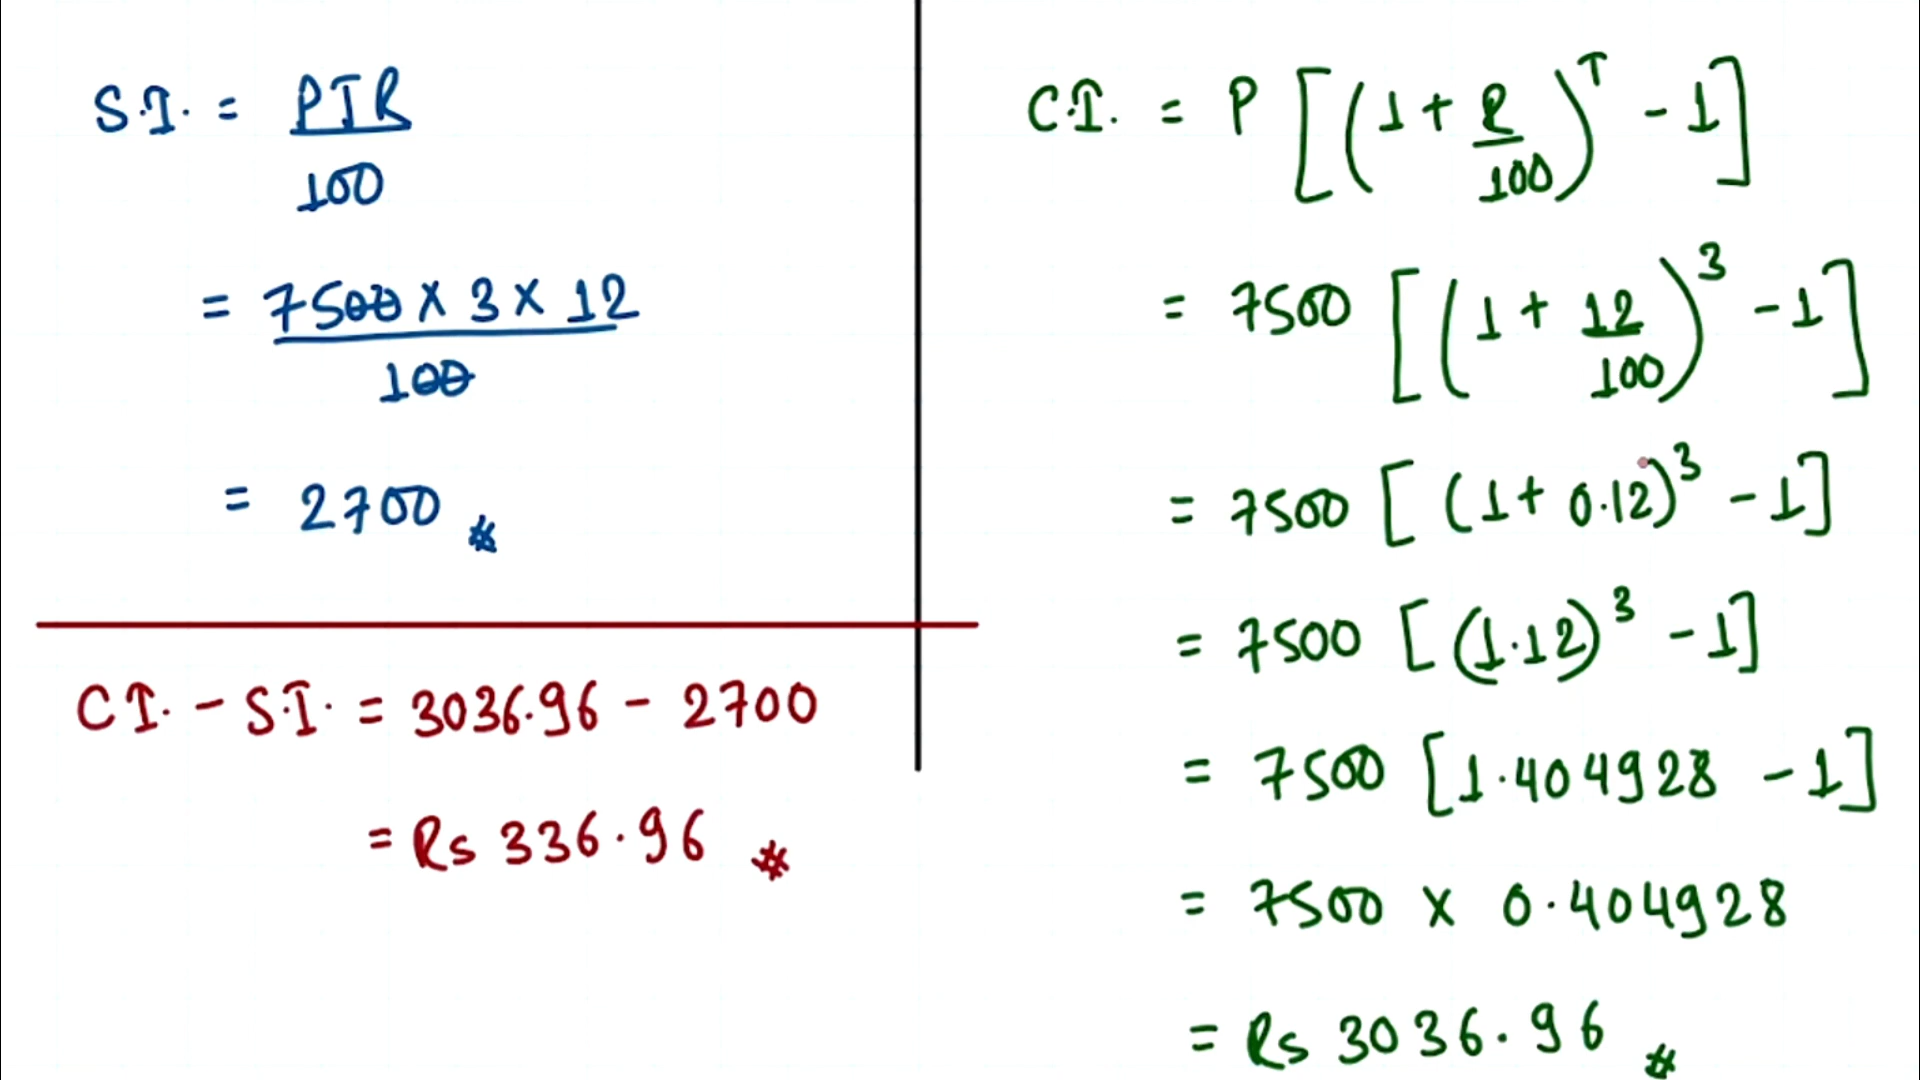 S.I. = PTR
100
= 7500 x 3 x 12
100
= 2700 #
C.I. - S.I. = 3036.96 - 2700
= Rs 336.96 #
C.I. = P [(1 + R/100)^T - 1]
= 7500 [(1 + 12/100)^3 - 1]
= 7500 [(1 + 0.12)^3 - 1]
= 7500 [(1.12)^3 - 1]
= 7500 [1.404928 - 1]
= 7500 x 0.404928
= Rs 3036.96 #